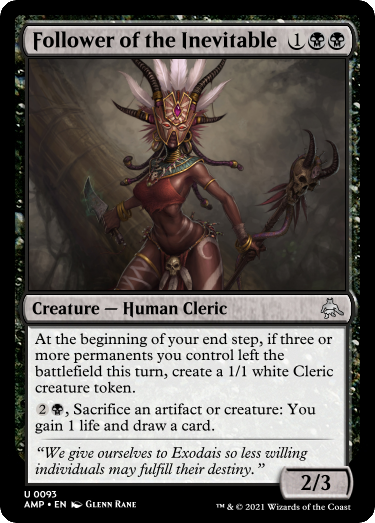 Follower of the Inevitable 1
Creature — Human Cleric
At the beginning of your end step, if three or
more permanents you control left the
battlefield this turn, create a 1/1 white Cleric
creature token.
2, Sacrifice an artifact or creature: You
gain 1 life and draw a card.
“We give ourselves to Exodais so less willing
individuals may fulfill their destiny.”
2/3
U 0093
AMP • EN Glenn Rane
™ & © 2021 Wizards of the Coast